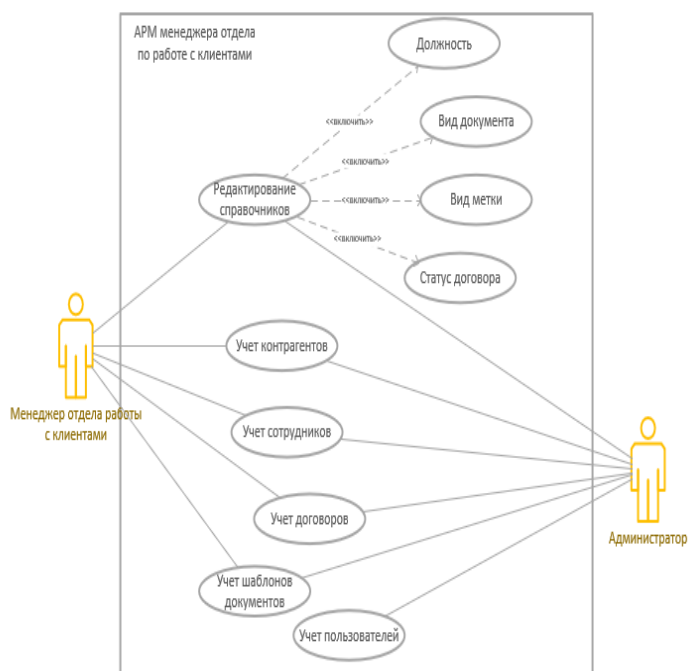 АРМ менеджера отдела
по работе с клиентами
Должность
<<включить>>
Вид документа
<<включить>>
Редактирование
справочников
<<включить>>
Вид метки
<<включить>>
Статус договора
Учет контрагентов
Менеджер отдела работы
с клиентами
Учет сотрудников
Учет договоров
Администратор
Учет шаблонов
документов
Учет пользователей